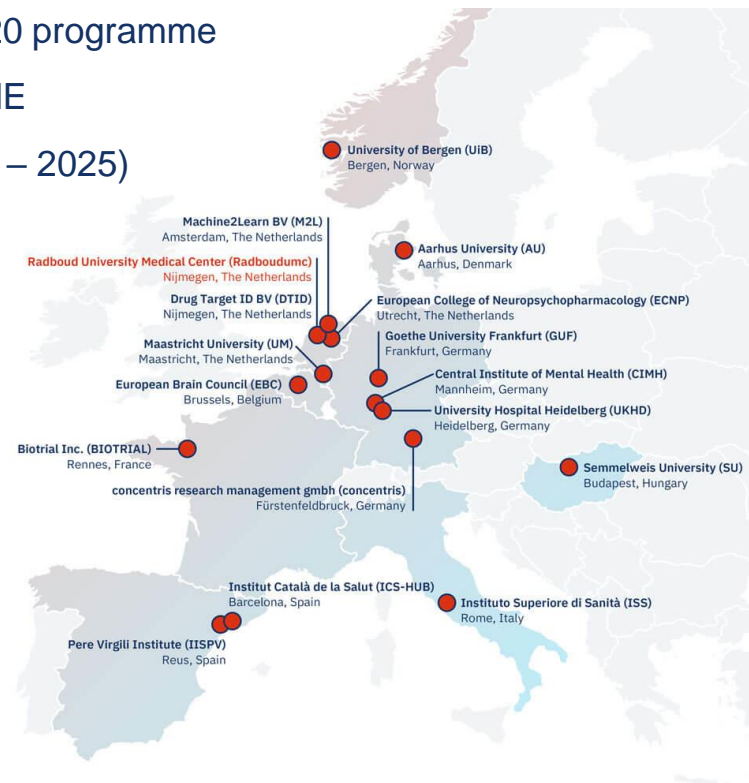 20 programme
– 2025)
University of Bergen (UiB)
Bergen, Norway
Machine2Learn BV (M2L)
Amsterdam, The Netherlands
Aarhus University (AU)
Aarhus, Denmark
Radboud University Medical Center (Radboudumc)
Nijmegen, The Netherlands
Drug Target ID BV (DTID)
Nijmegen, The Netherlands
European College of Neuropsychopharmacology (ECNP)
Utrecht, The Netherlands
Maastricht University (UM)
Maastricht, The Netherlands
Goethe University Frankfurt (GUF)
Frankfurt, Germany
European Brain Council (EBC)
Brussels, Belgium
Central Institute of Mental Health (CIMH)
Mannheim, Germany
University Hospital Heidelberg (UKHD)
Heidelberg, Germany
Biotrial Inc. (BIOTRIAL)
Rennes, France
Semmelweis University (SU)
Budapest, Hungary
concentris research management gmbh (concentris)
Fürstenfeldbruck, Germany
Institut Català de la Salut (ICS-HUB)
Barcelona, Spain
Instituto Superiore di Sanità (ISS)
Rome, Italy
Pere Virgili Institute (IISPV)
Reus, Spain